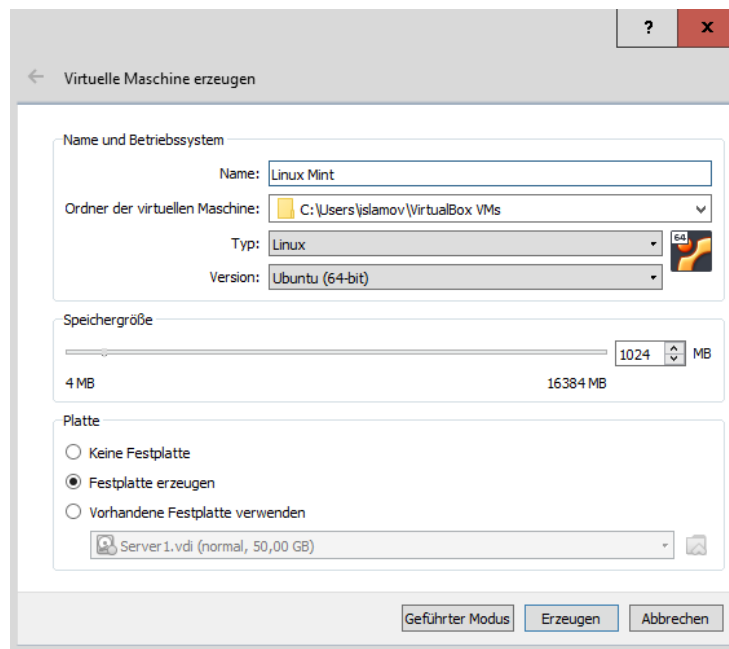 ? x
← Virtuelle Maschine erzeugen
Name und Betriebssystem
Name: Linux Mint
Ordner der virtuellen Maschine: C:\Users\islamov\VirtualBox VMs
Typ: Linux
64
Version: Ubuntu (64-bit)
Speichergröße
1024 MB
4 MB 16384 MB
Platte
Keine Festplatte
Festplatte erzeugen
Vorhandene Festplatte verwenden
Server1.vdi (normal, 50,00 GB)
Geführter Modus Erzeugen Abbrechen